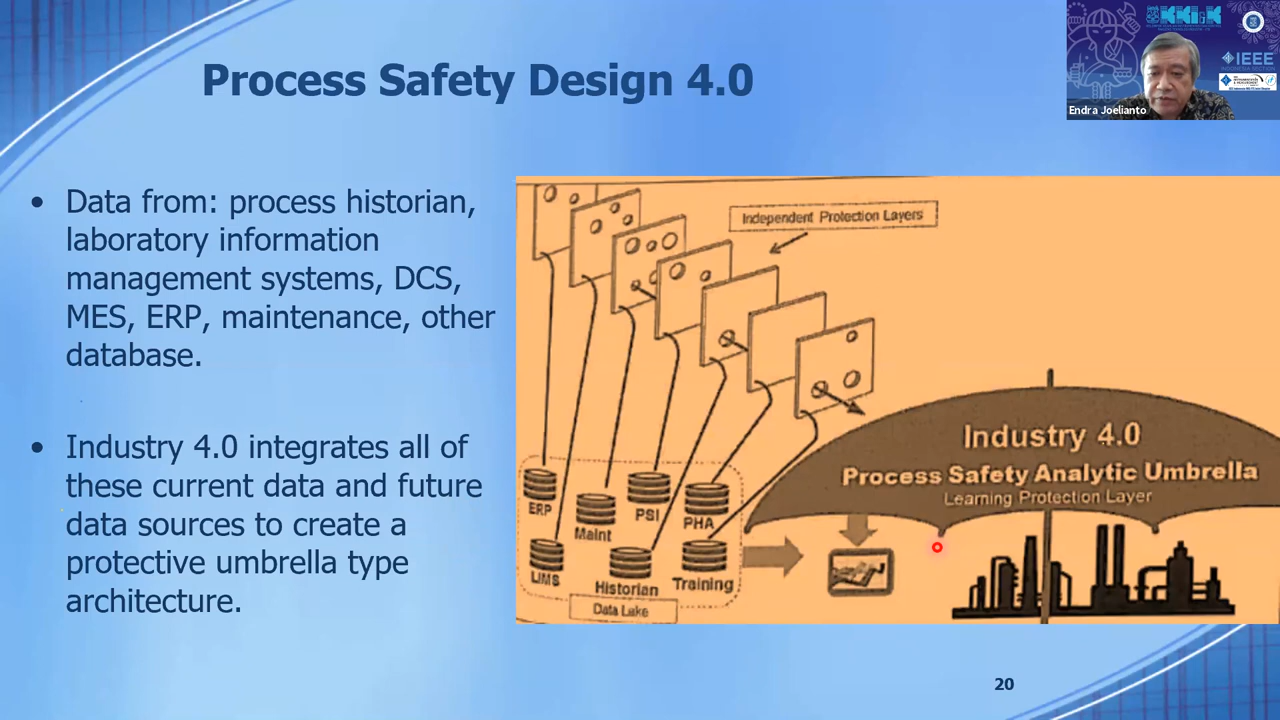 Process Safety Design 4.0
IEEE
INDONESIA SECTION
Endra Joelianto
• Data from: process historian,
laboratory information
management systems, DCS,
MES, ERP, maintenance, other
database.
• Industry 4.0 integrates all of
these current data and future
data sources to create a
protective umbrella type
architecture.
Independent Protection Layers
Industry 4.0
Process Safety Analytic Umbrella
Learning Protection Layer
ERP
Maint
PSI
PHA
LIMS
Historian
Training
Data Lake
20